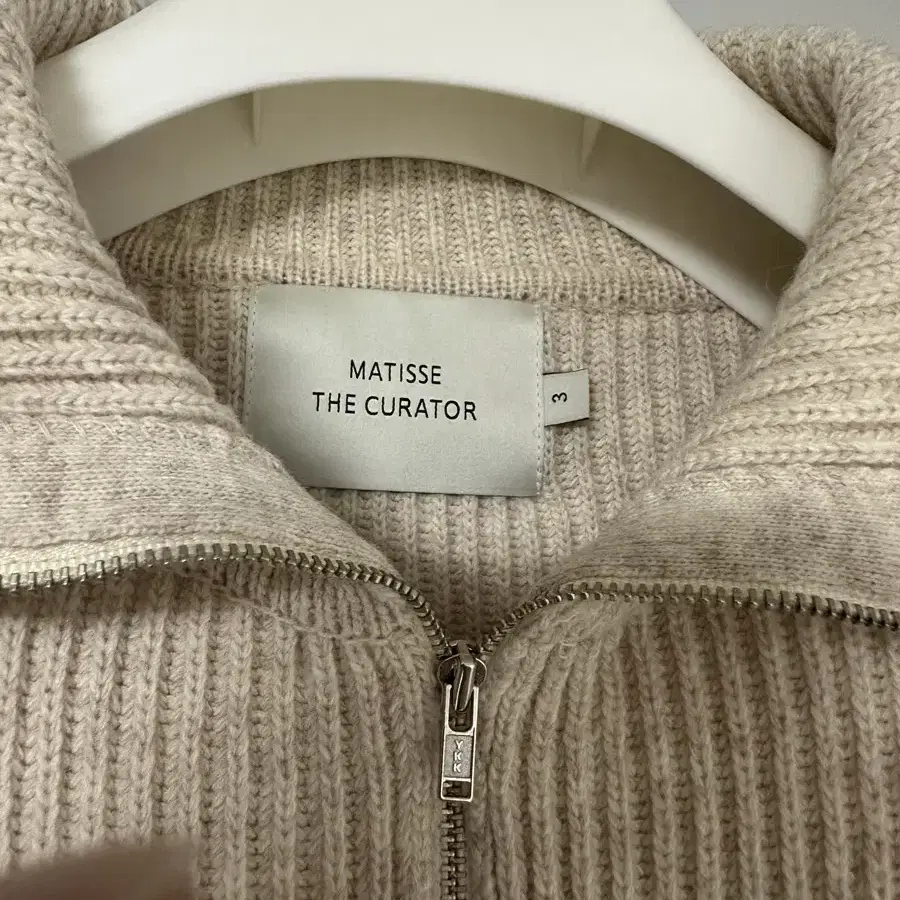 MATISSE
THE CURATOR
3
YKK